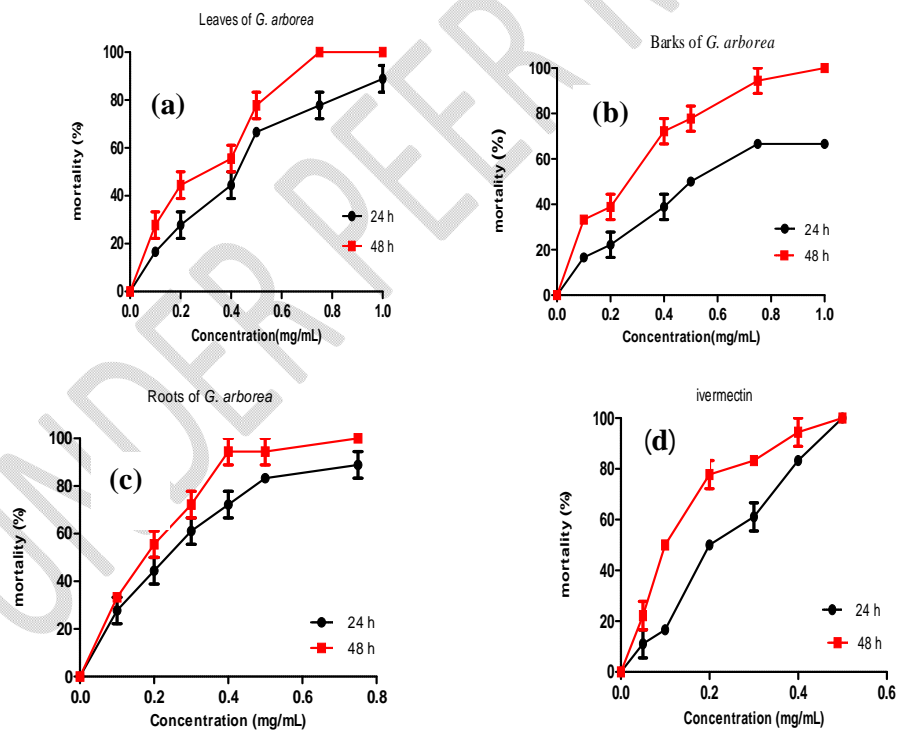 Leaves of G. arborea
(a)
mortality (%)
100
80
60
40
20
0
24 h
48 h
0.0 0.2 0.4 0.6 0.8 1.0
Concentration(mg/mL)
Barks of G. arborea
(b)
mortality (%)
100
80
60
40
20
0
24 h
48 h
0.0 0.2 0.4 0.6 0.8 1.0
Concentration(mg/mL)
Roots of G. arborea
(c)
mortality (%)
100
80
60
40
20
0
24 h
48 h
0.0 0.2 0.4 0.6 0.8
Concentration (mg/mL)
ivermectin
(d)
mortality (%)
100
80
60
40
20
0
24 h
48 h
0.0 0.2 0.4 0.6
Concentration (mg/mL)
UNDER PEER